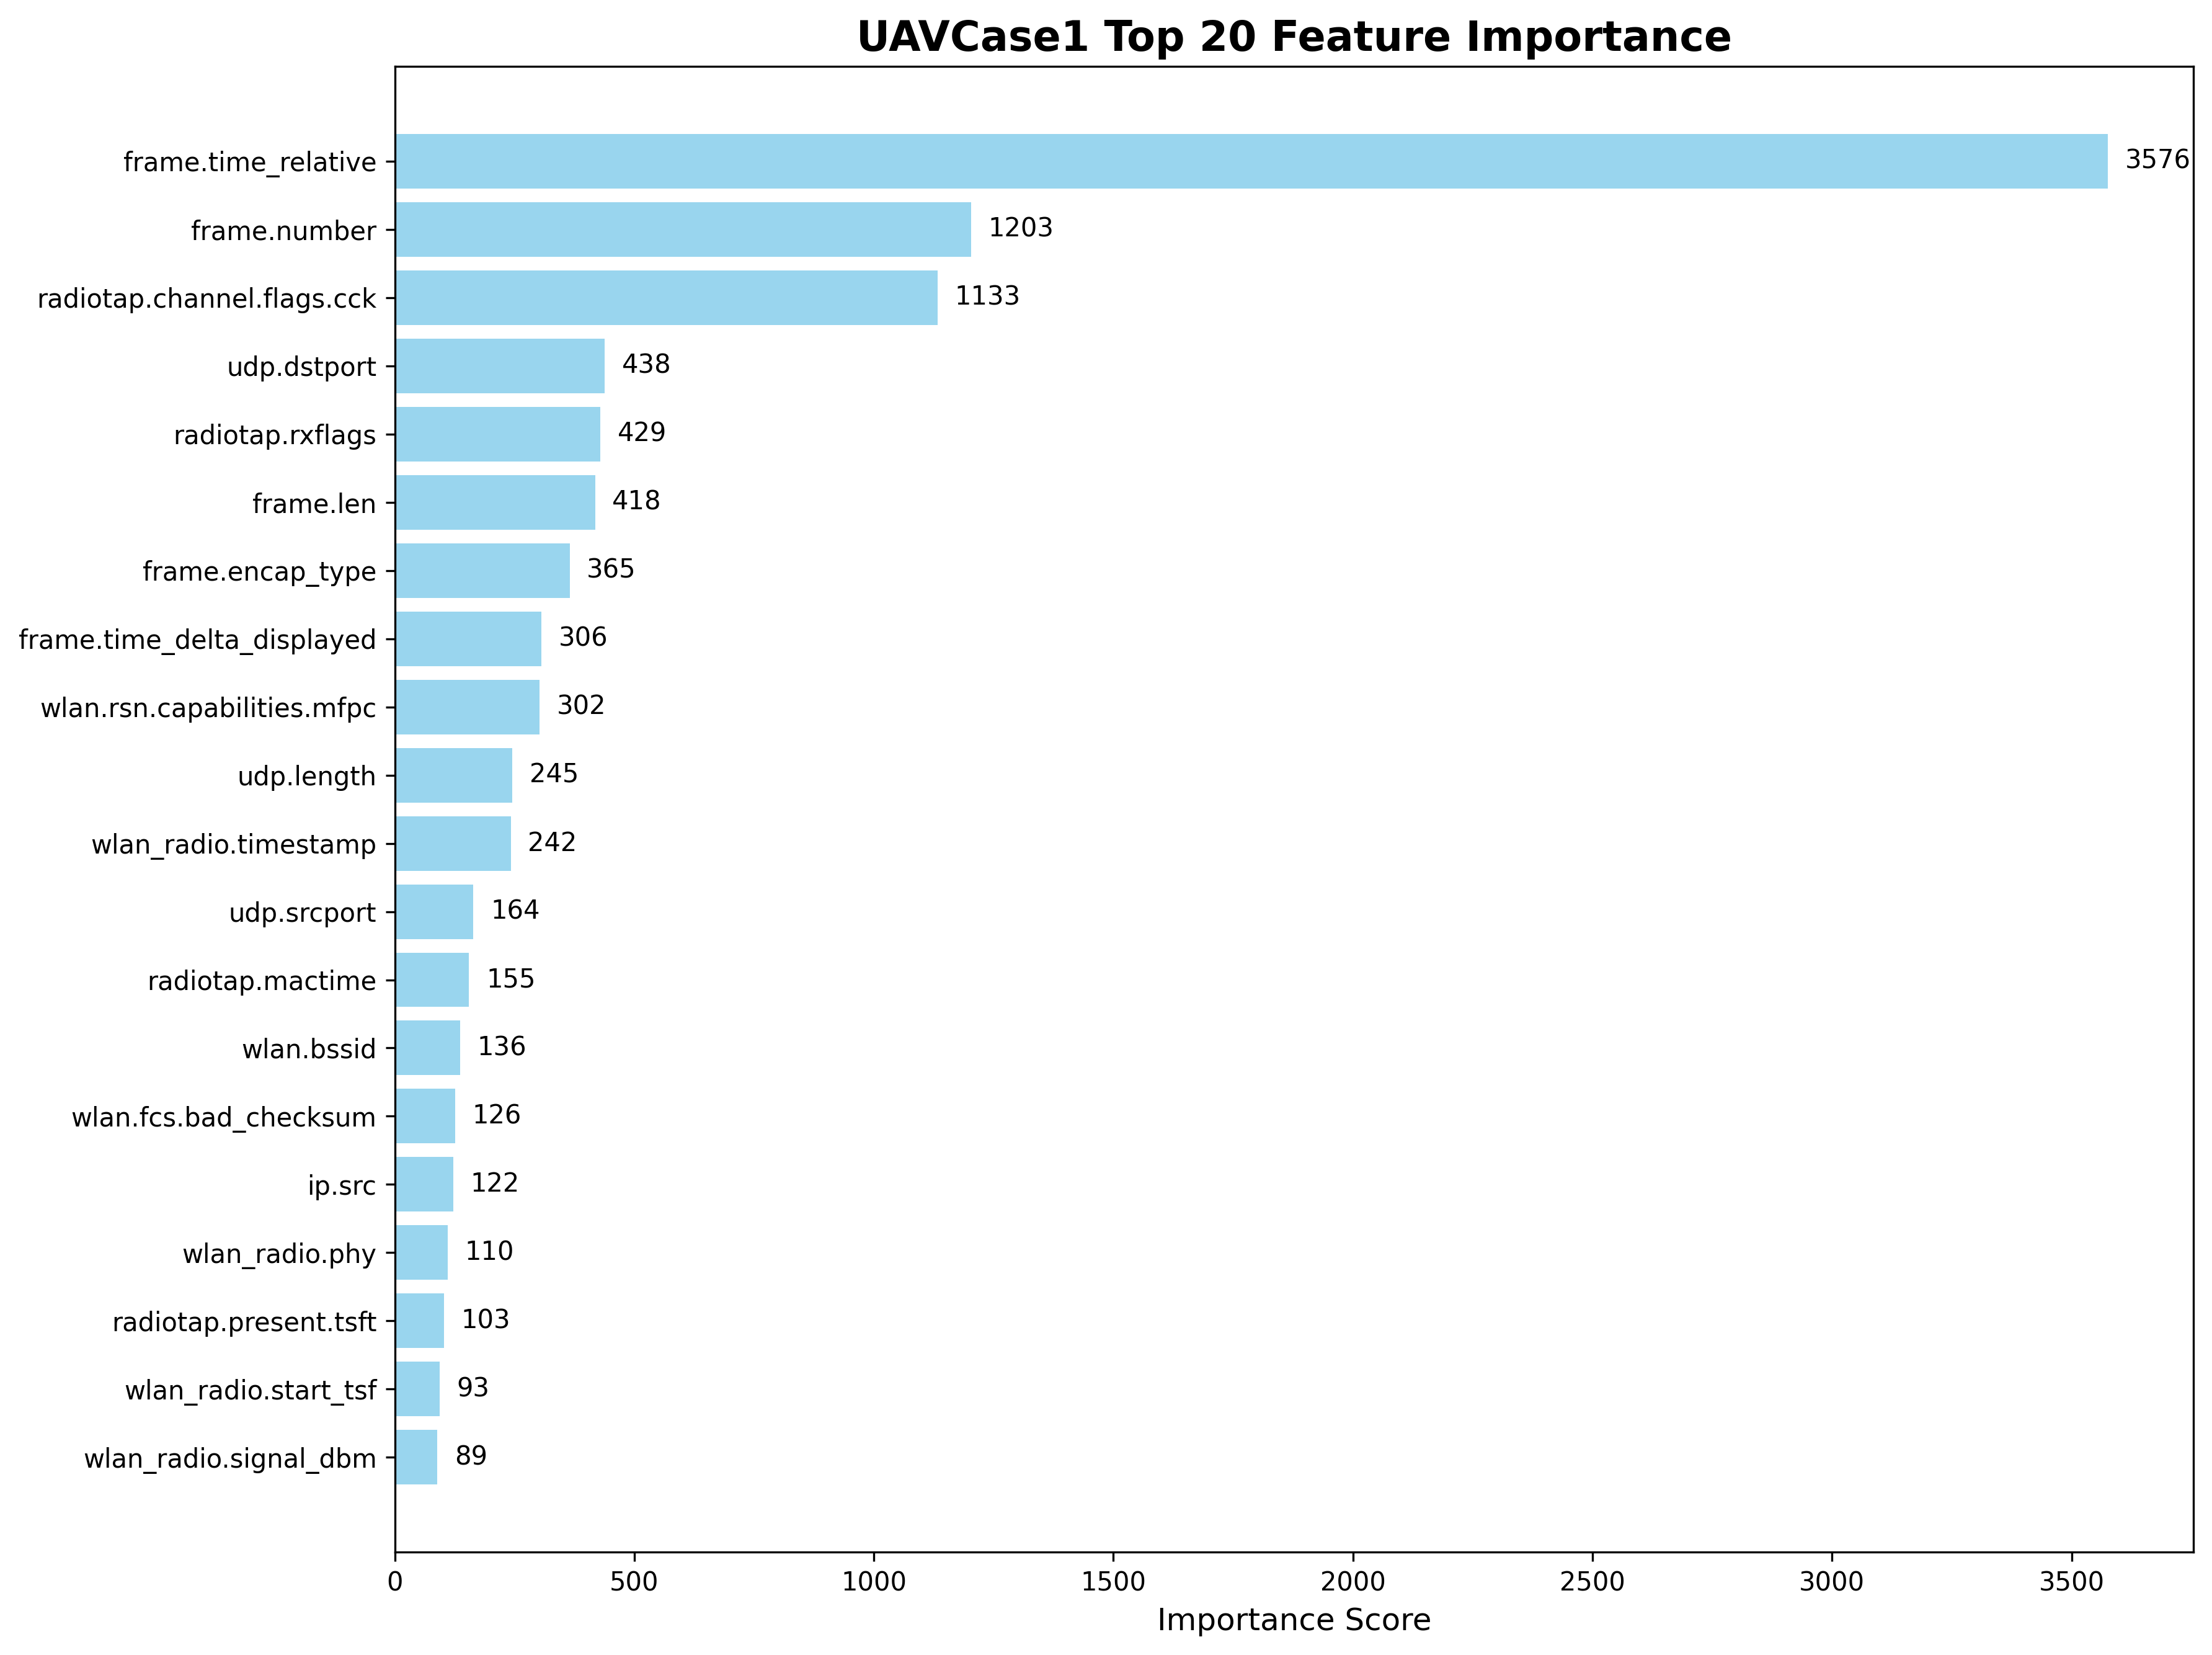 UAVCase1 Top 20 Feature Importance
frame.time_relative 3576
frame.number 1203
radiotap.channel.flags.cck 1133
udp.dstport 438
radiotap.rxflags 429
frame.len 418
frame.encap_type 365
frame.time_delta_displayed 306
wlan.rsn.capabilities.mfpc 302
udp.length 245
wlan_radio.timestamp 242
udp.srcport 164
radiotap.mactime 155
wlan.bssid 136
wlan.fcs.bad_checksum 126
ip.src 122
wlan_radio.phy 110
radiotap.present.tsft 103
wlan_radio.start_tsf 93
wlan_radio.signal_dbm 89
0 500 1000 1500 2000 2500 3000 3500
Importance Score